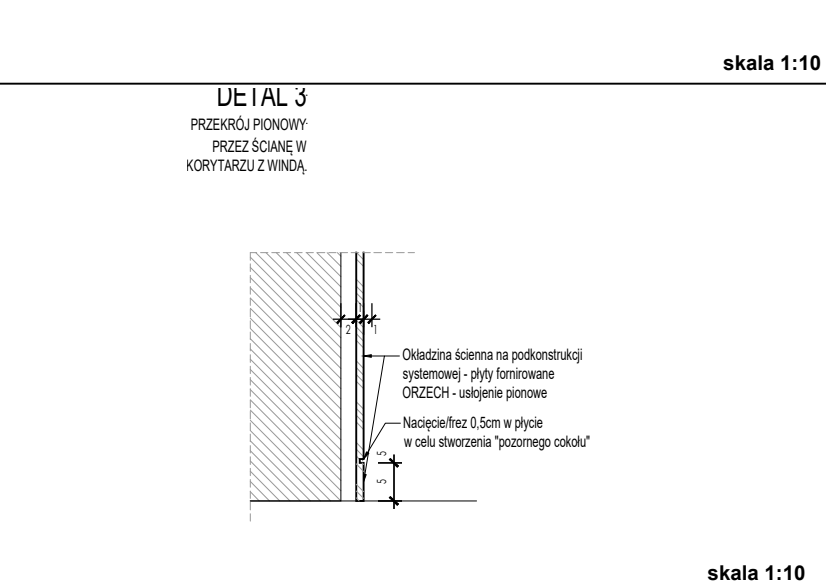 skala 1:10
DETAL 3
PRZEKRÓJ PIONOWY
PRZEZ ŚCIANĘ W
KORYTARZU Z WINDĄ.
2
1
Okładzina ścienna na podkonstrukcji
systemowej - płyty fornirowane
ORZECH - usłojenie pionowe
Nacięcie/frez 0,5cm w płycie
w celu stworzenia "pozornego cokołu"
5
5
skala 1:10